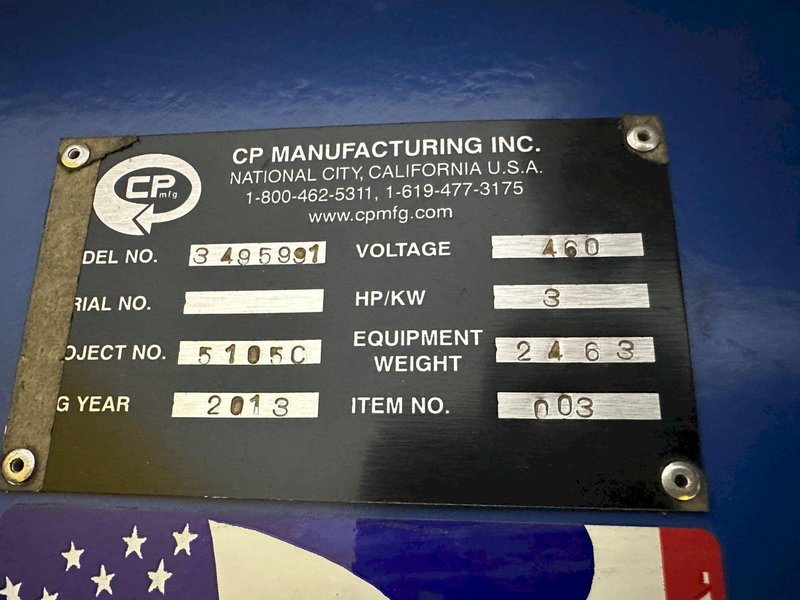 CP MANUFACTURING INC.
NATIONAL CITY, CALIFORNIA U.S.A.
1-800-462-5311, 1-619-477-3175
www.cpmfg.com
CP mfg
DEL NO. 3495991
VOLTAGE 460
RIAL NO.
HP/KW 3
OJECT NO. 5105C
EQUIPMENT
WEIGHT 2463
G YEAR 2013
ITEM NO. 003